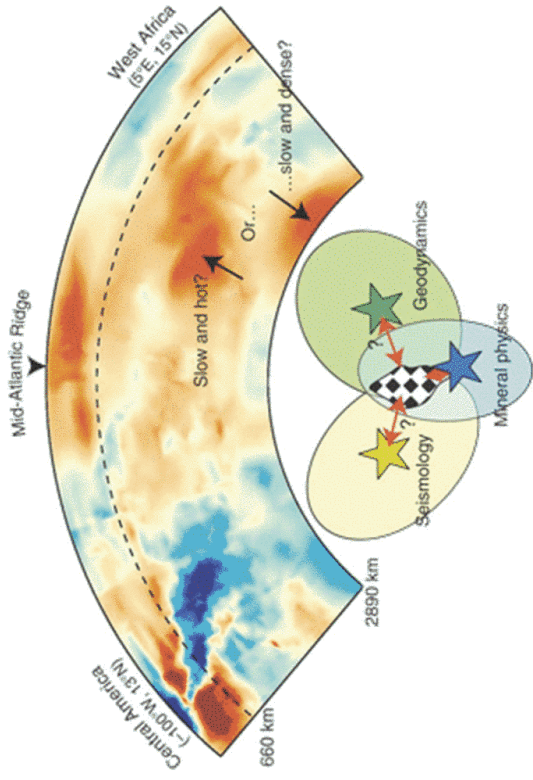 Mid-Atlantic Ridge
Central America
(–100°W, 13°N)
West Africa
(5°E, 15°N)
Slow and hot?
Or…
…slow and dense?
660 km
2890 km
Seismology
?
?
Geodynamics
Mineral physics